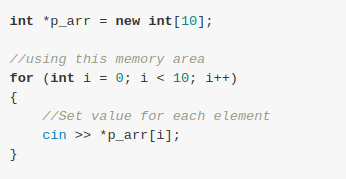 int *p_arr = new int[10];
//using this memory area
for (int i = 0; i < 10; i++)
{
    //Set value for each element
    cin >> *p_arr[i];
}